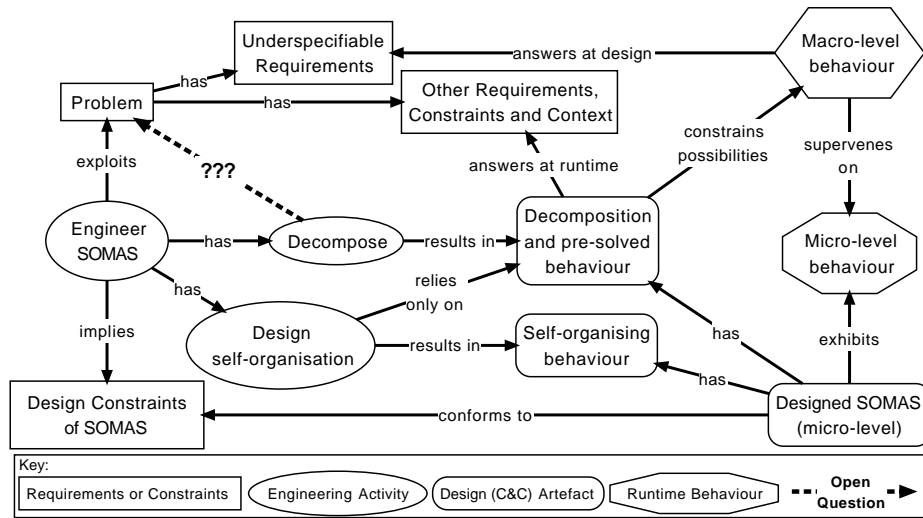 Underspecifiable
Requirements
answers at design
Macro-level
behaviour
has
Problem
has
Other Requirements,
Constraints and Context
constrains
possibilities
supervenes
on
exploits
???
answers at runtime
Engineer
SOMAS
has
Decompose
results in
Decomposition
and pre-solved
behaviour
Micro-level
behaviour
has
relies
only on
implies
Design
self-organisation
results in
Self-organising
behaviour
has
exhibits
has
Design Constraints
of SOMAS
conforms to
Designed SOMAS
(micro-level)
Key:
Requirements or Constraints
Engineering Activity
Design (C&C) Artefact
Runtime Behaviour
Open
Question